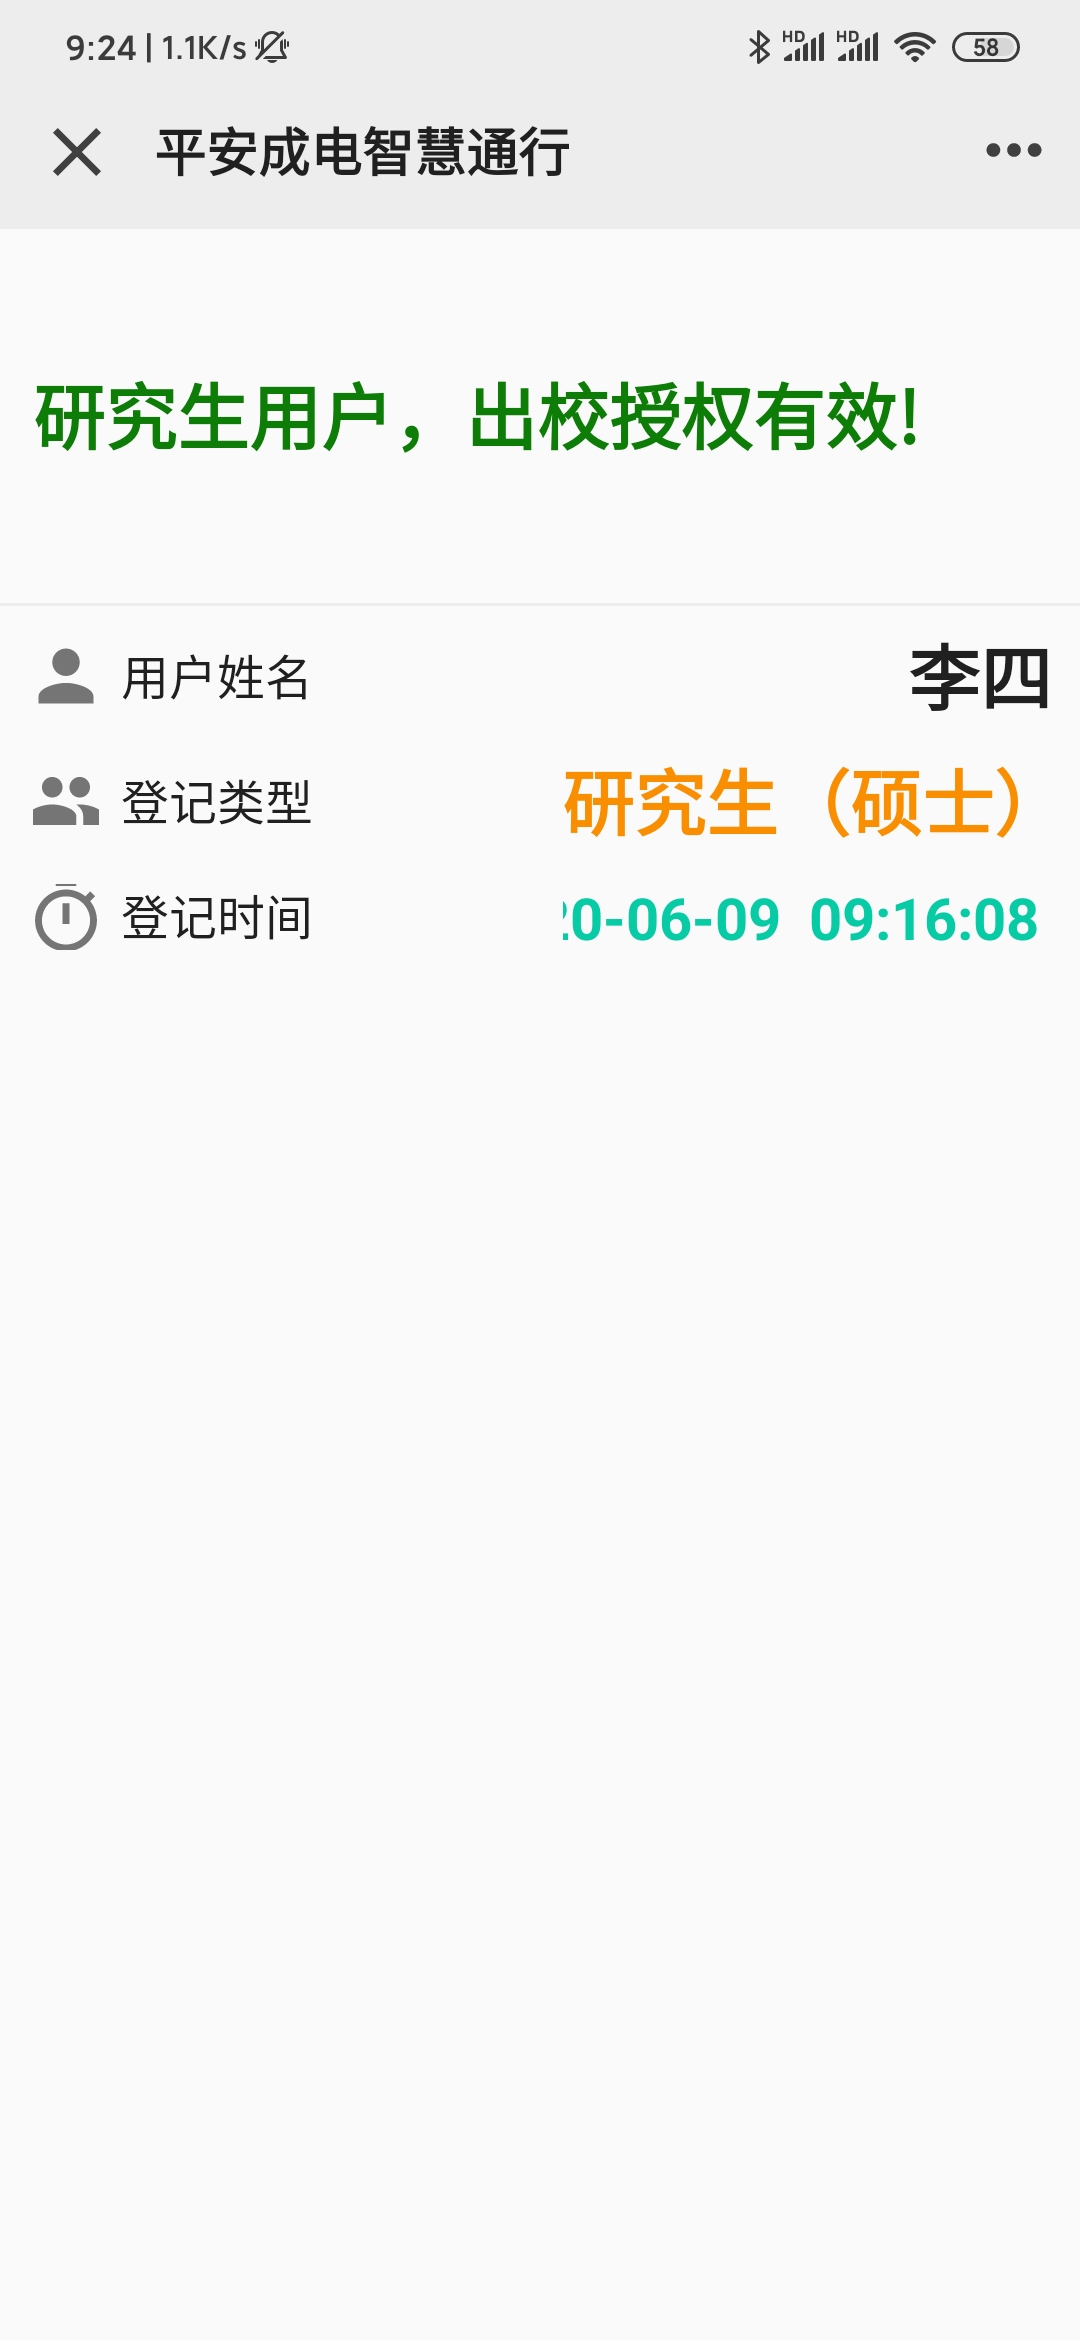 9:24 | 1.1K/s HD HD 58
平安成电智慧通行
研究生用户，出校授权有效!
用户姓名 李四
登记类型 研究生（硕士）
登记时间 20-06-09 09:16:08